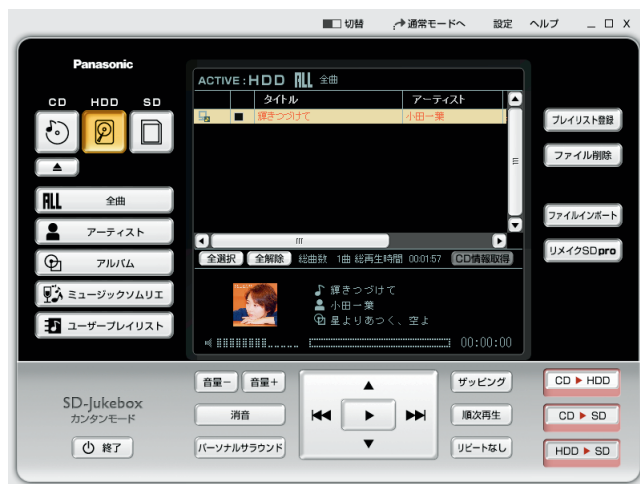 切替 通常モードへ 設定 ヘルプ
Panasonic
CD HDD SD
ACTIVE:HDD ALL 全曲
タイトル アーティスト
輝きつづけて 小田一葉
ALL 全曲
アーティスト
アルバム
ミュージックソムリエ
ユーザープレイリスト
全選択 全解除 総曲数 1曲 総再生時間 00:01:57 CD情報取得
輝きつづけて
小田一葉
星よりあつく、空よ
00:00:00
プレイリスト登録
ファイル削除
ファイルインポート
リメイクSDpro
SD-Jukebox
カンタンモード
終了
音量− 音量+
消音
パーソナルサラウンド
ザッピング
順次再生
リピートなし
CD ▶ HDD
CD ▶ SD
HDD ▶ SD